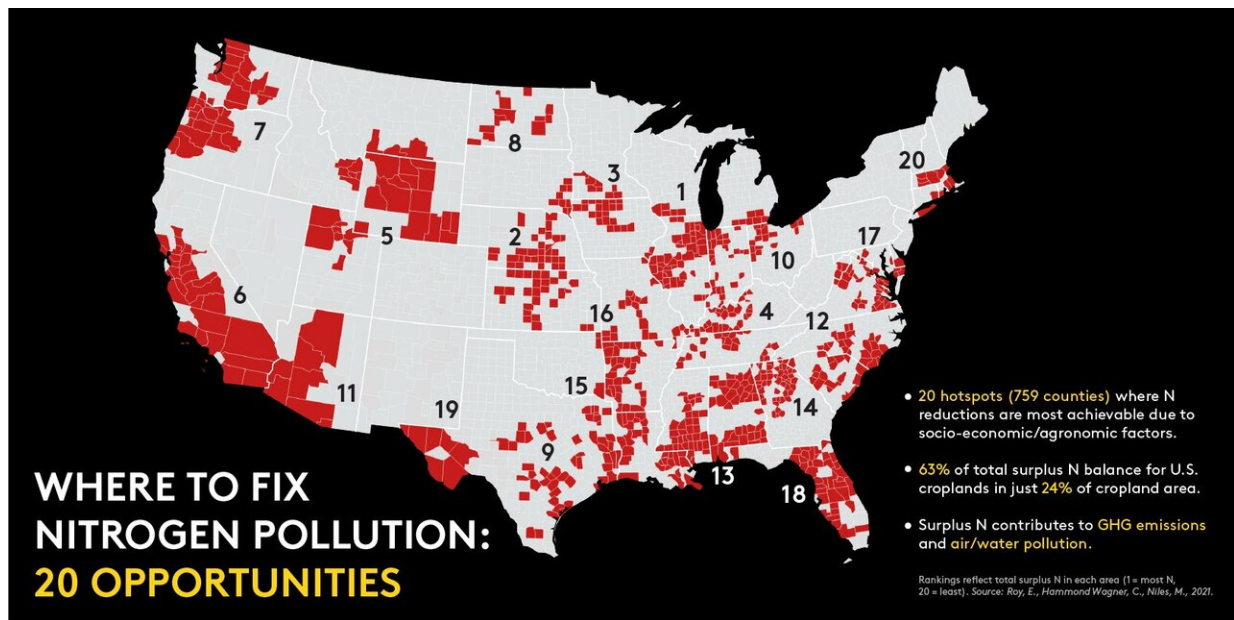 7
8
3
1
20
5
2
17
10
6
16
4
12
15
11
19
14
9
13
18
WHERE TO FIX
NITROGEN POLLUTION:
20 OPPORTUNITIES
• 20 hotspots (759 counties) where N
reductions are most achievable due to
socio-economic/agronomic factors.
• 63% of total surplus N balance for U.S.
croplands in just 24% of cropland area.
• Surplus N contributes to GHG emissions
and air/water pollution.
Rankings reflect total surplus N in each area (1 = most N,
20 = least). Source: Roy, E., Hammond Wagner, C., Niles, M., 2021.